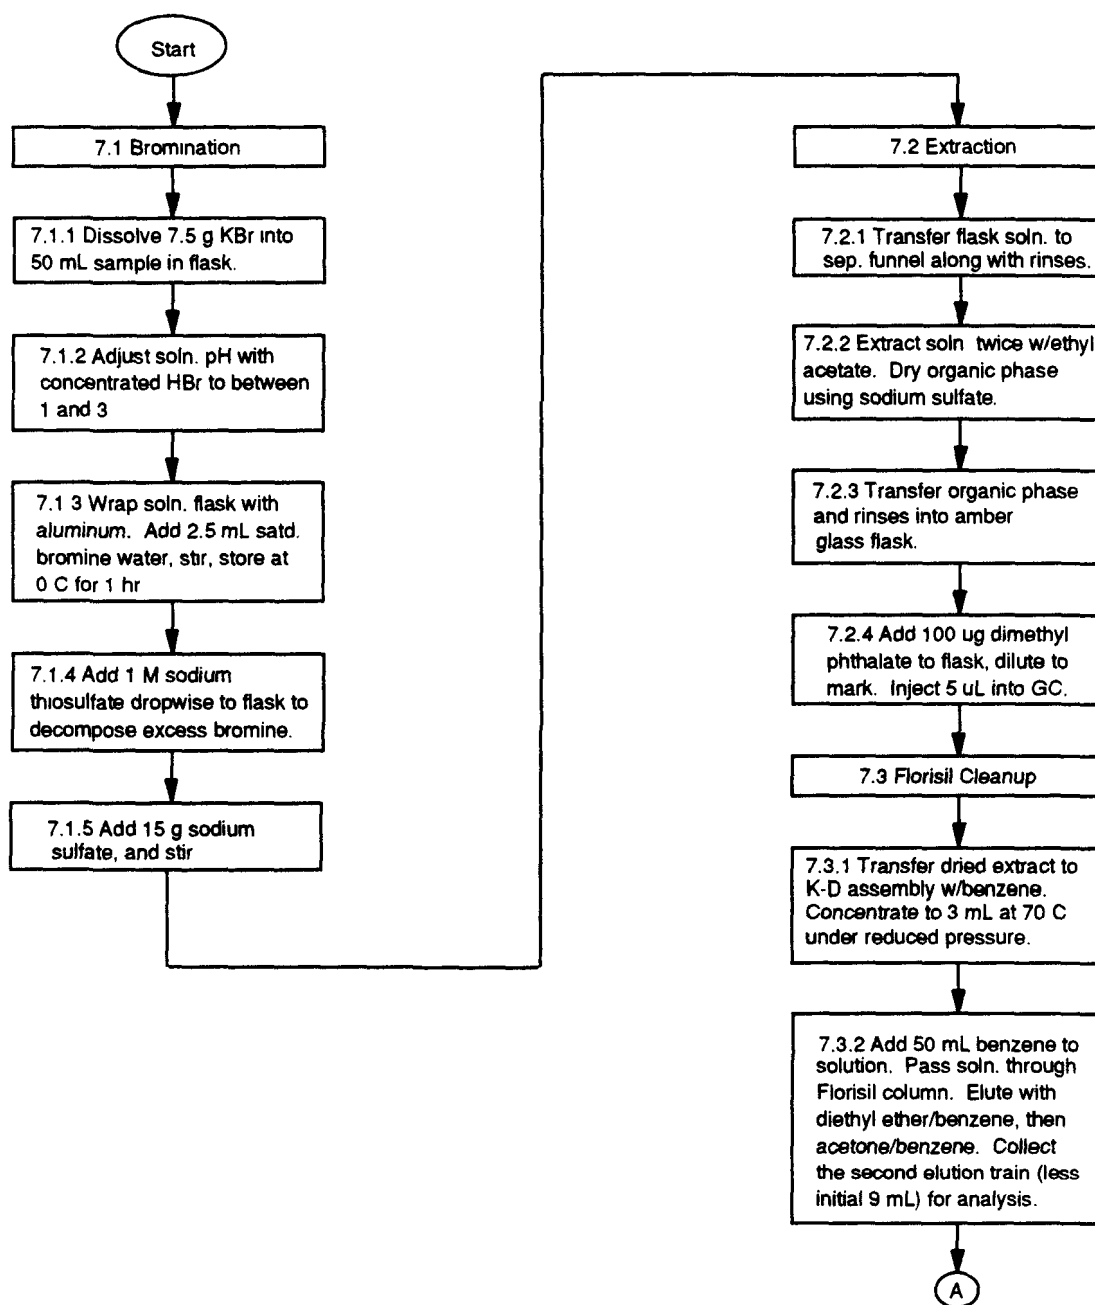 Start
7.1 Bromination
7.1.1 Dissolve 7.5 g KBr into
50 mL sample in flask.
7.1.2 Adjust soln. pH with
concentrated HBr to between
1 and 3
7.1 3 Wrap soln. flask with
aluminum. Add 2.5 mL satd.
bromine water, stir, store at
0 C for 1 hr
7.1.4 Add 1 M sodium
thiosulfate dropwise to flask to
decompose excess bromine.
7.1.5 Add 15 g sodium
sulfate, and stir
7.2 Extraction
7.2.1 Transfer flask soln. to
sep. funnel along with rinses.
7.2.2 Extract soln twice w/ethyl
acetate. Dry organic phase
using sodium sulfate.
7.2.3 Transfer organic phase
and rinses into amber
glass flask.
7.2.4 Add 100 ug dimethyl
phthalate to flask, dilute to
mark. Inject 5 uL into GC.
7.3 Florisil Cleanup
7.3.1 Transfer dried extract to
K-D assembly w/benzene.
Concentrate to 3 mL at 70 C
under reduced pressure.
7.3.2 Add 50 mL benzene to
solution. Pass soln. through
Florisil column. Elute with
diethyl ether/benzene, then
acetone/benzene. Collect
the second elution train (less
initial 9 mL) for analysis.
A